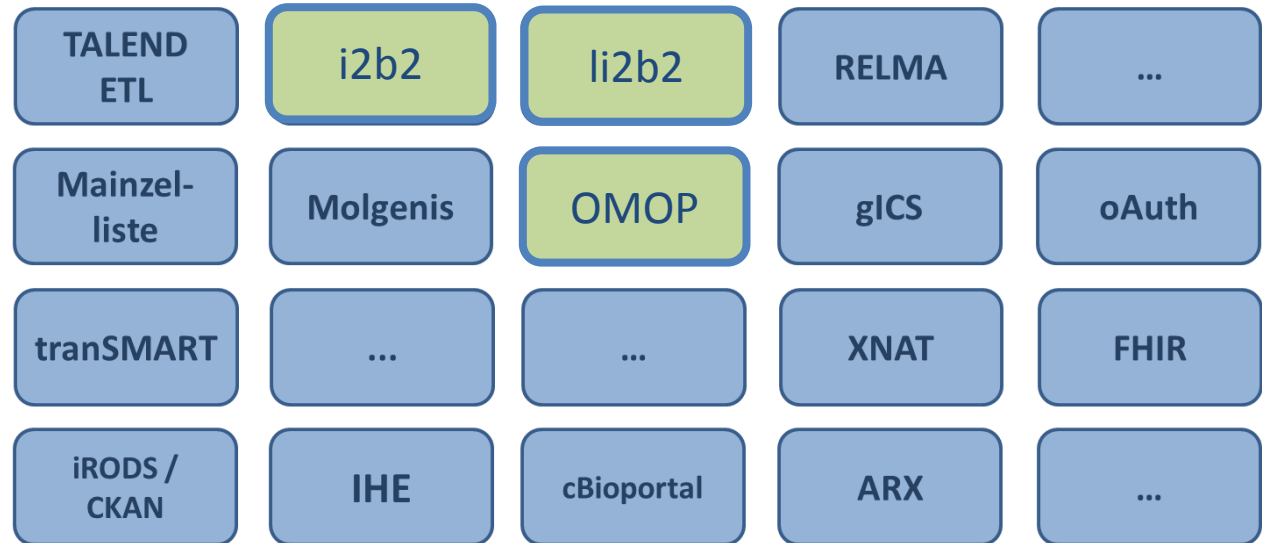 TALEND
ETL
i2b2
li2b2
RELMA
…
Mainzel-
liste
Molgenis
OMOP
gICS
oAuth
tranSMART
...
…
XNAT
FHIR
iRODS /
CKAN
IHE
cBioportal
ARX
…